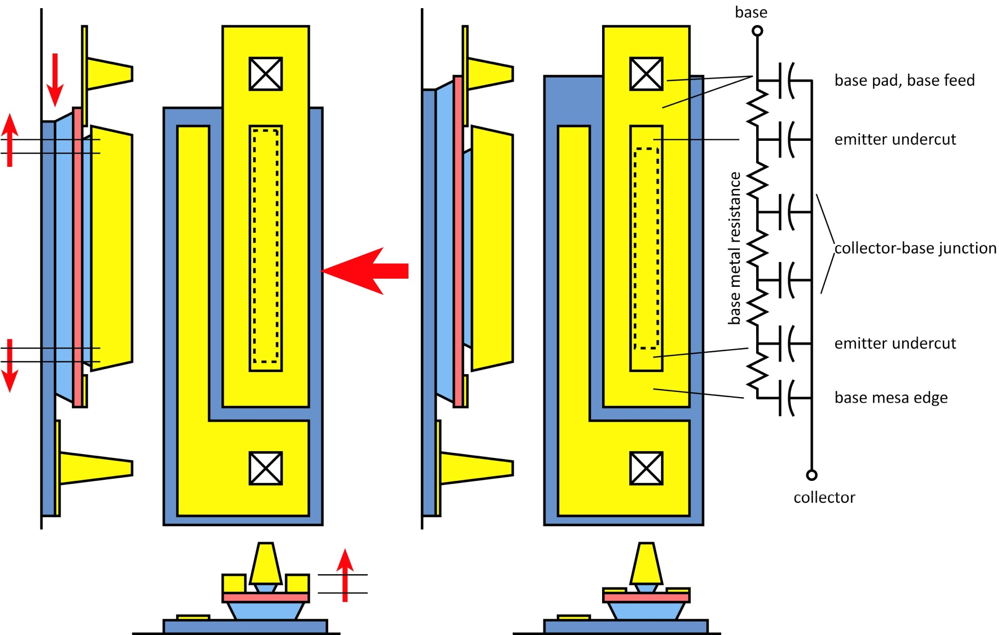 base
base pad, base feed
emitter undercut
base metal resistance
collector-base junction
emitter undercut
base mesa edge
collector